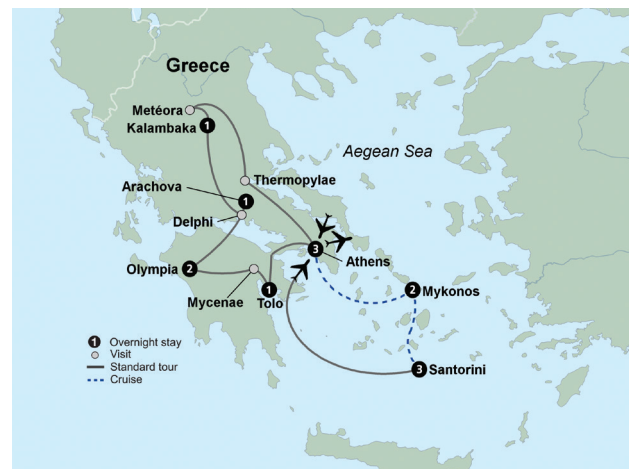 Greece
Metéora
Kalambaka
1
Aegean Sea
Thermopylae
Arachova
1
Delphi
3
Athens
Olympia
2
Mycenae
1
Tolo
2
Mykonos
3
Santorini
1 Overnight stay
Visit
Standard tour
Cruise